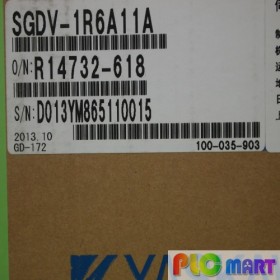 SGDV-1R6A11A
O/N:R14732-618
S/N:D013YM865110015
2013.10
GD-172
100-035-903
PLC MART